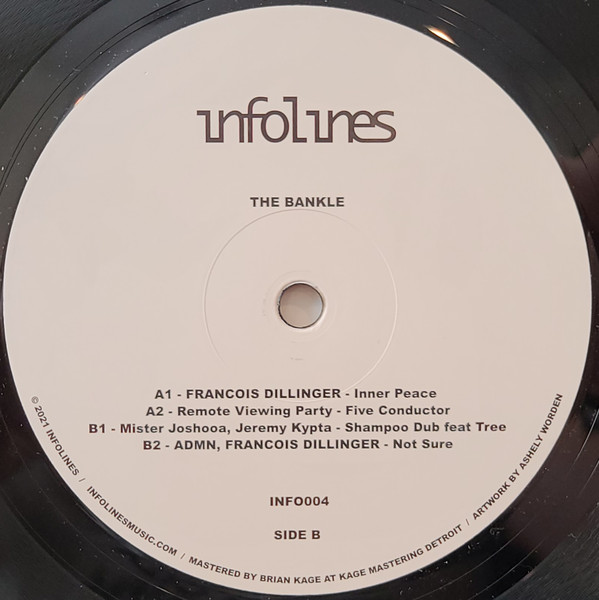 infolines
THE BANKLE
A1 - FRANCOIS DILLINGER - Inner Peace
A2 - Remote Viewing Party - Five Conductor
B1 - Mister Joshooa, Jeremy Kypta - Shampoo Dub feat Tree
B2 - ADMN, FRANCOIS DILLINGER - Not Sure
INFO004
SIDE B
© 2021 INFOLINES / INFOLINESMUSIC.COM / MASTERED BY BRIAN KAGE AT KAGE MASTERING DETROIT / ARTWORK BY ASHELY WORDEN